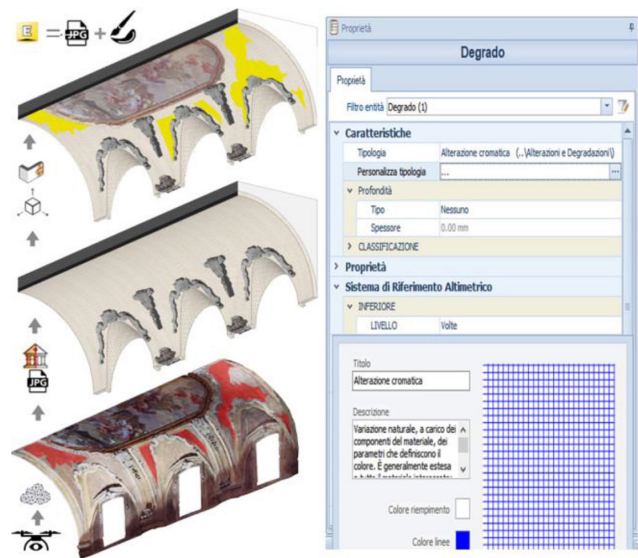 E = JPG +
JPG
Proprietà
Degrado
Proprietà
Filtro entità Degrado (1)
Caratteristiche
Tipologia Alterazione cromatica (..\Alterazioni e Degradazioni\)
Personalizza tipologia ...
Profondità
Tipo Nessuno
Spessore 0.00 mm
CLASSIFICAZIONE
Proprietà
Sistema di Riferimento Altimetrico
INFERIORE
LIVELLO Volte
Titolo
Alterazione cromatica
Descrizione
Variazione naturale, a carico dei
componenti del materiale, dei
parametri che definiscono il
colore. E generalmente estesa
Colore riempimento
Colore linee